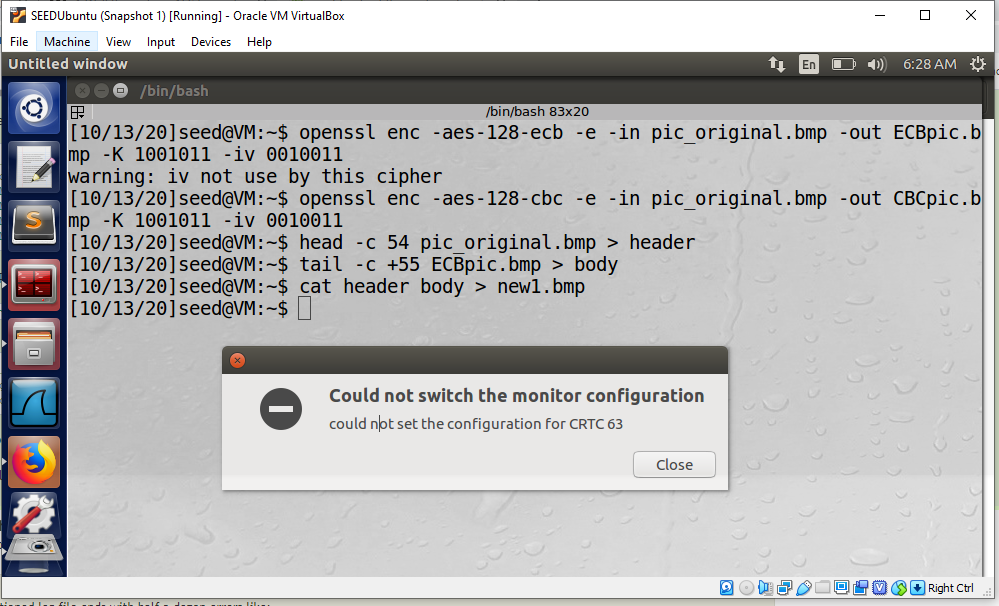 SEEDUbuntu (Snapshot 1) [Running] - Oracle VM VirtualBox
File Machine View Input Devices Help
Untitled window En 6:28 AM
/bin/bash
/bin/bash 83x20
[10/13/20]seed@VM:~$ openssl enc -aes-128-ecb -e -in pic_original.bmp -out ECBpic.b
mp -K 1001011 -iv 0010011
warning: iv not use by this cipher
[10/13/20]seed@VM:~$ openssl enc -aes-128-cbc -e -in pic_original.bmp -out CBCpic.b
mp -K 1001011 -iv 0010011
[10/13/20]seed@VM:~$ head -c 54 pic_original.bmp > header
[10/13/20]seed@VM:~$ tail -c +55 ECBpic.bmp > body
[10/13/20]seed@VM:~$ cat header body > new1.bmp
[10/13/20]seed@VM:~$
Could not switch the monitor configuration
could not set the configuration for CRTC 63
Close
Right Ctrl